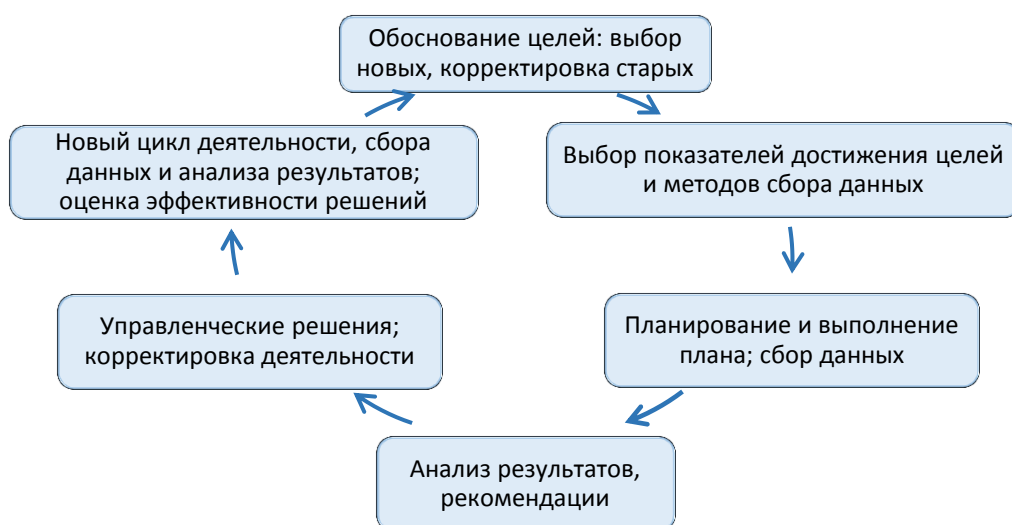 Обоснование целей: выбор
новых, корректировка старых
Выбор показателей достижения целей
и методов сбора данных
Планирование и выполнение
плана; сбор данных
Анализ результатов,
рекомендации
Управленческие решения;
корректировка деятельности
Новый цикл деятельности, сбора
данных и анализа результатов;
оценка эффективности решений